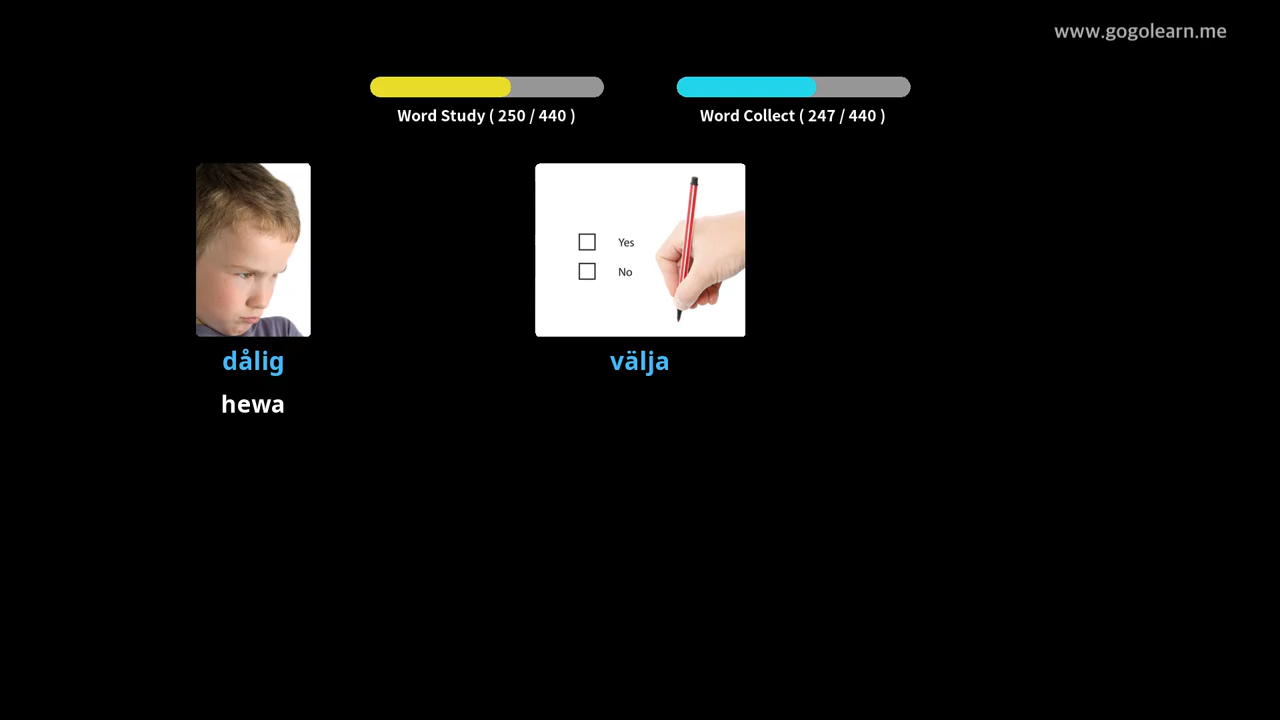 www.gogolearn.me
Word Study ( 250 / 440 )
Word Collect ( 247 / 440 )
Yes
No
dålig
välja
hewa